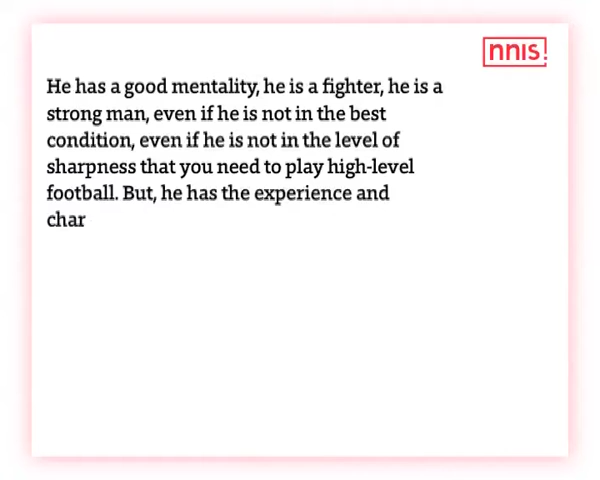 nnis!
He has a good mentality, he is a fighter, he is a
strong man, even if he is not in the best
condition, even if he is not in the level of
sharpness that you need to play high-level
football. But, he has the experience and
char